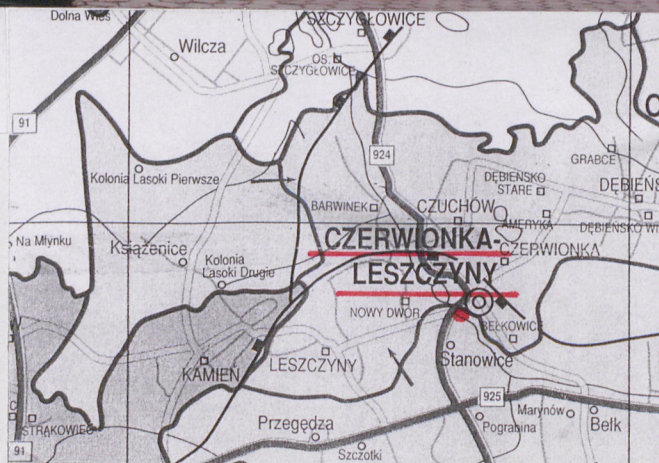 Dolna Wieś
SZCZYGŁOWICE
Wilcza
OS.
SZCZYGŁOWICE
91
924
GRABCE
Kolonia Lasoki Pierwsze
DĘBIEŃSKO
STARE
BARWINEK
CZUCHÓW
AMERYKA
Na Młynku
Książenice
CZERWIONKA-
LESZCZYNY
CZERWIONKA
Kolonia
Lasoki Drugie
NOWY DWÓR
BEŁKOWICE
KAMIEŃ
LESZCZYNY
Stanowice
925
STRĄKOWIEC
Przegędza
Pograbina
Marynów
Bełk
91
Szczotki